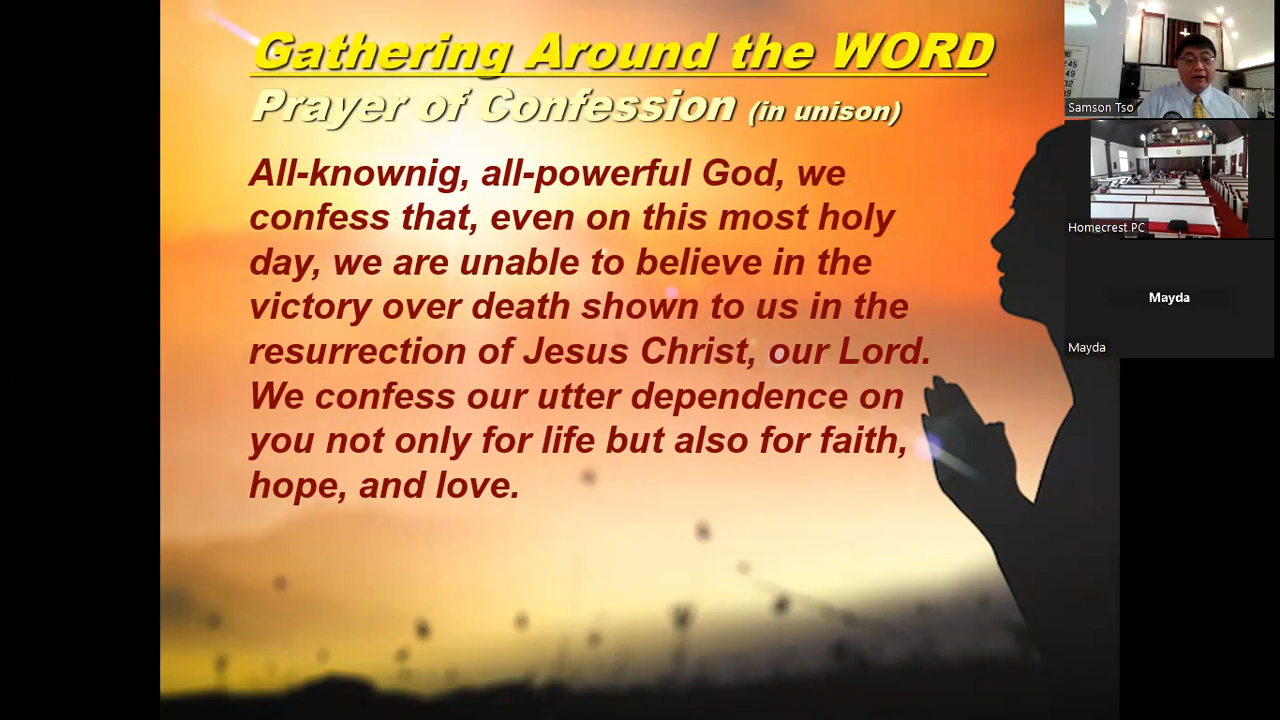 Gathering Around the WORD
Prayer of Confession (in unison)
All-knownig, all-powerful God, we
confess that, even on this most holy
day, we are unable to believe in the
victory over death shown to us in the
resurrection of Jesus Christ, our Lord.
We confess our utter dependence on
you not only for life but also for faith,
hope, and love.
Samson Tso
Homecrest PC
Mayda
Mayda